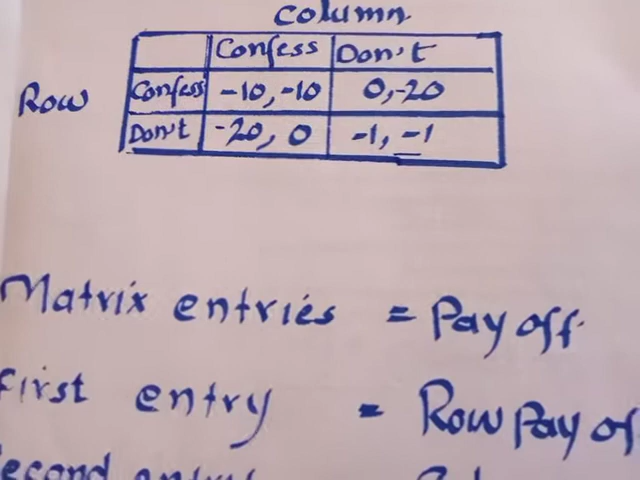 Column
Confess Don't
Row Confess -10, -10 0, -20
Don't -20, 0 -1, -1
Matrix entries = Pay off
First entry = Row Pay of